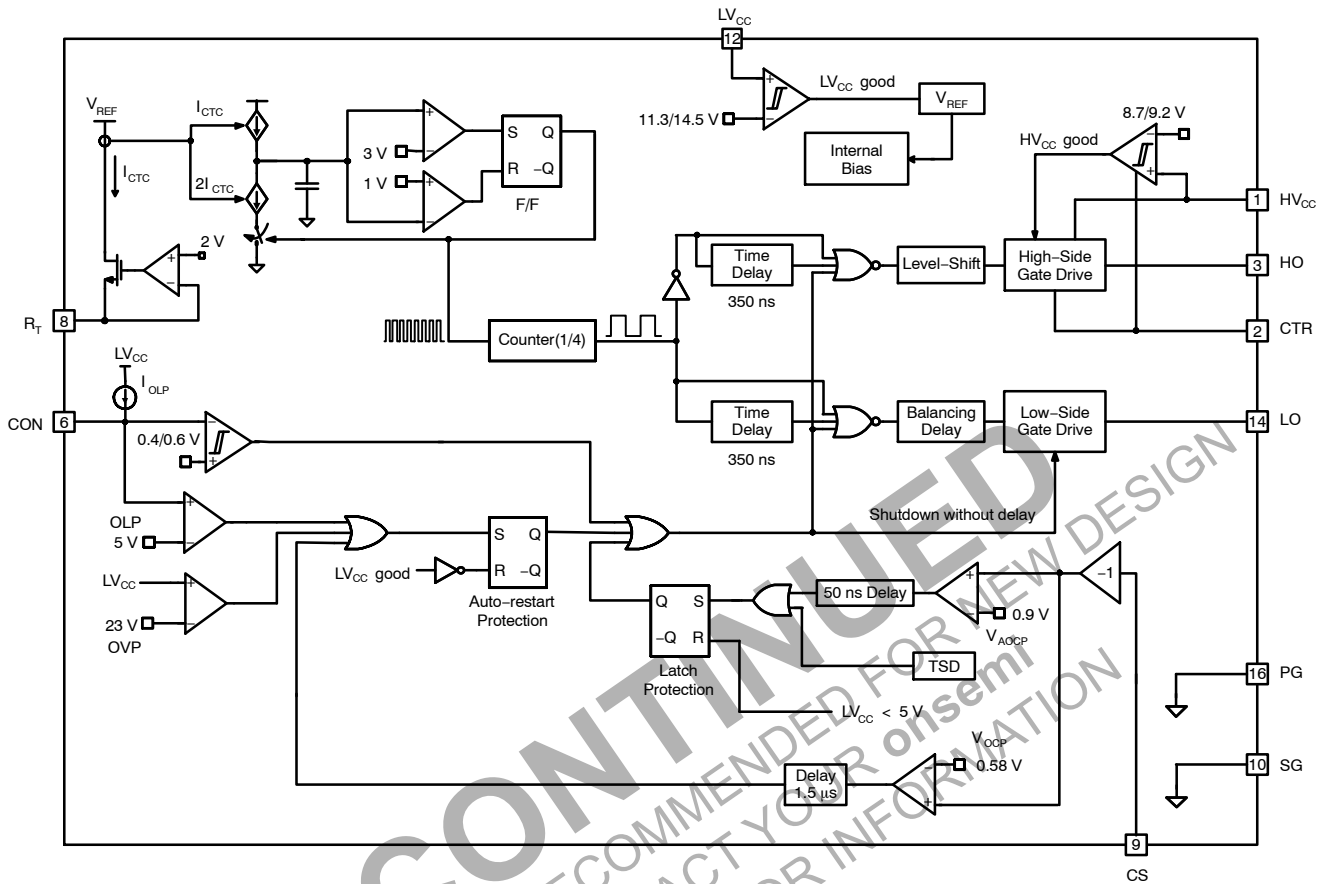 LVCC
12
+
−
LVCC good
VREF
11.3/14.5 V
Internal
Bias
8.7/9.2 V
−
+
HVCC good
1
HVCC
VREF
ICTC
ICTC
2ICTC
2 V
+
−
+
−
3 V
1 V
+
−
S
Q
R
−Q
F/F
Time
Delay
350 ns
Level−Shift
High−Side
Gate Drive
3
HO
2
CTR
RT
8
Counter(1/4)
LVCC
IOLP
CON
6
−
0.4/0.6 V
+
Time
Delay
350 ns
Balancing
Delay
Low−Side
Gate Drive
14
LO
OLP
5 V
+
−
Shutdown without delay
S
Q
R
−Q
LVCC good
Auto−restart
Protection
LVCC
23 V
OVP
+
−
Q
S
−Q
R
Latch
Protection
50 ns Delay
+
−
0.9 V
VAOCP
−1
TSD
LVCC < 5 V
16
PG
VOCP
−
0.58 V
+
Delay
1.5 μs
10
SG
9
CS
CONTINUED
RECOMMENDED FOR NEW DESIGN
ACT YOUR onsemi
OR INFORMATION